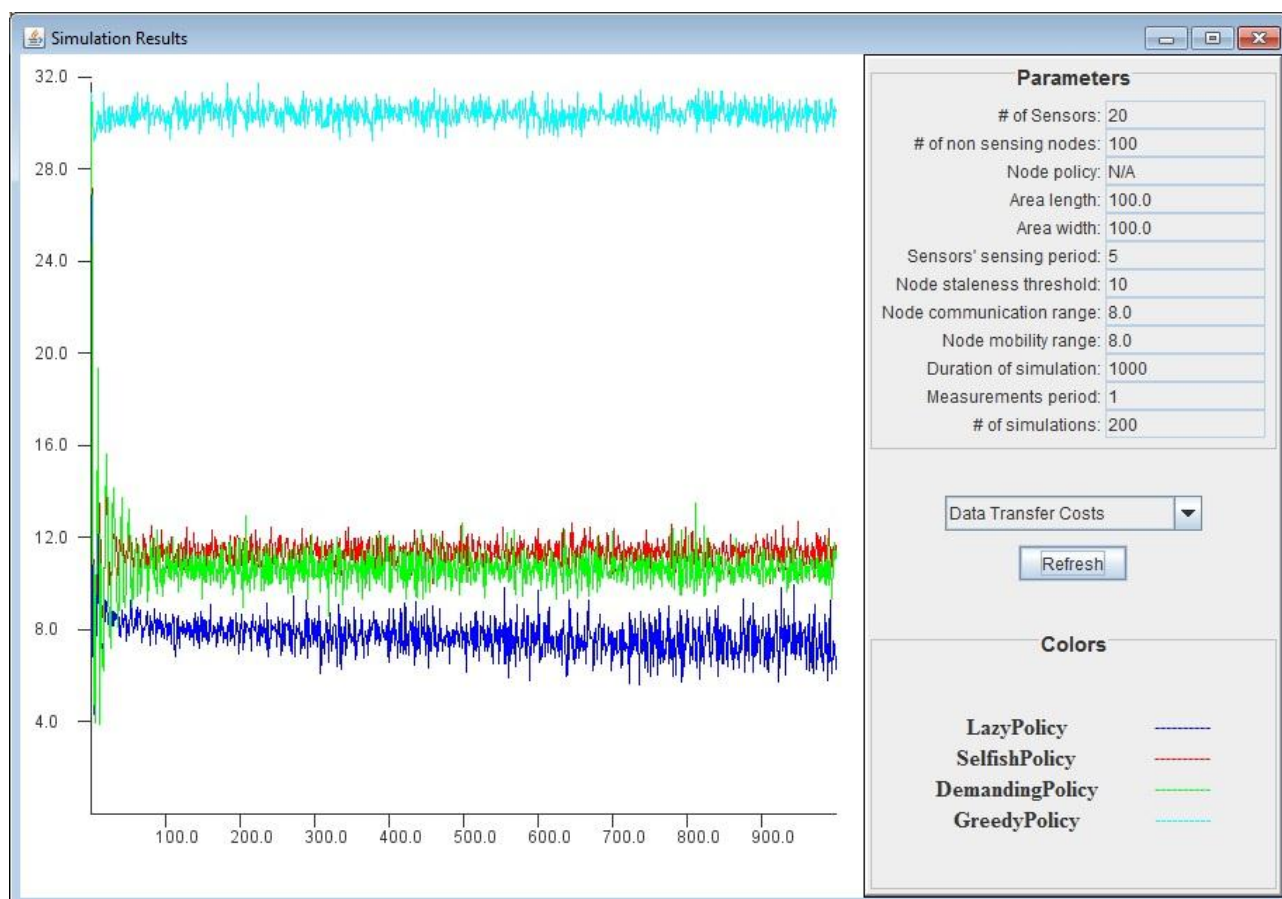 Simulation Results
32.0
28.0
24.0
20.0
16.0
12.0
8.0
4.0
100.0 200.0 300.0 400.0 500.0 600.0 700.0 800.0 900.0
Parameters
# of Sensors: 20
# of non sensing nodes: 100
Node policy: N/A
Area length: 100.0
Area width: 100.0
Sensors' sensing period: 5
Node staleness threshold: 10
Node communication range: 8.0
Node mobility range: 8.0
Duration of simulation: 1000
Measurements period: 1
# of simulations: 200
Data Transfer Costs
Refresh
Colors
LazyPolicy
SelfishPolicy
DemandingPolicy
GreedyPolicy